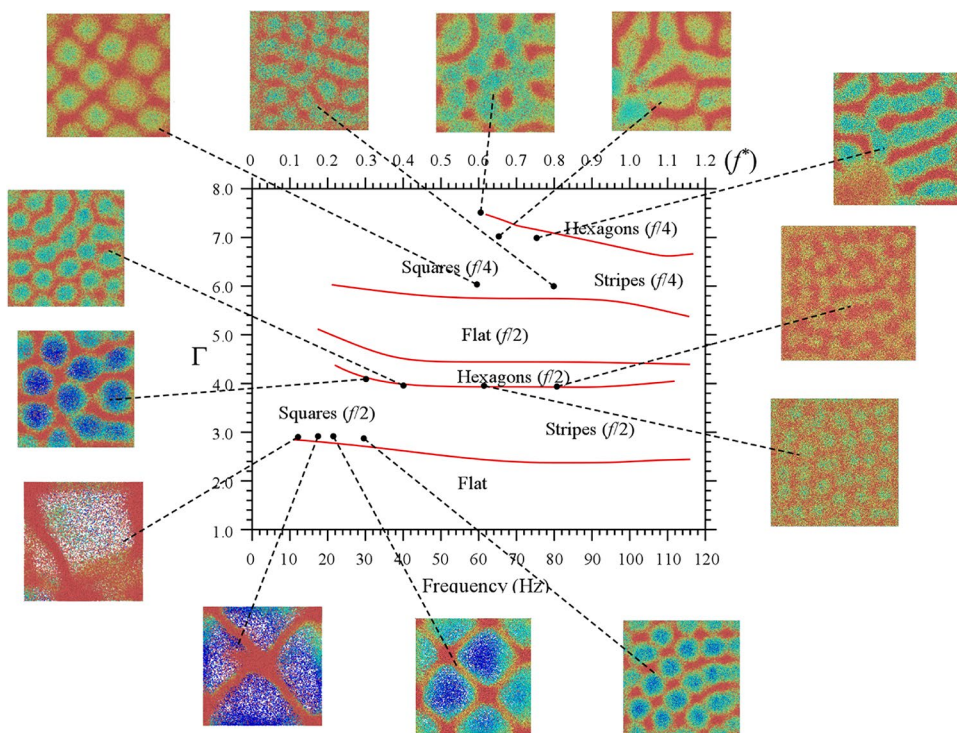 0 0.1 0.2 0.3 0.4 0.5 0.6 0.7 0.8 0.9 1.0 1.1 1.2 (f*)
8.0
7.0
6.0
5.0
4.0
3.0
2.0
1.0
Γ
Hexagons (f/4)
Squares (f/4)
Stripes (f/4)
Flat (f/2)
Hexagons (f/2)
Squares (f/2)
Stripes (f/2)
Flat
0 10 20 30 40 50 60 70 80 90 100 110 120
Frequency (Hz)